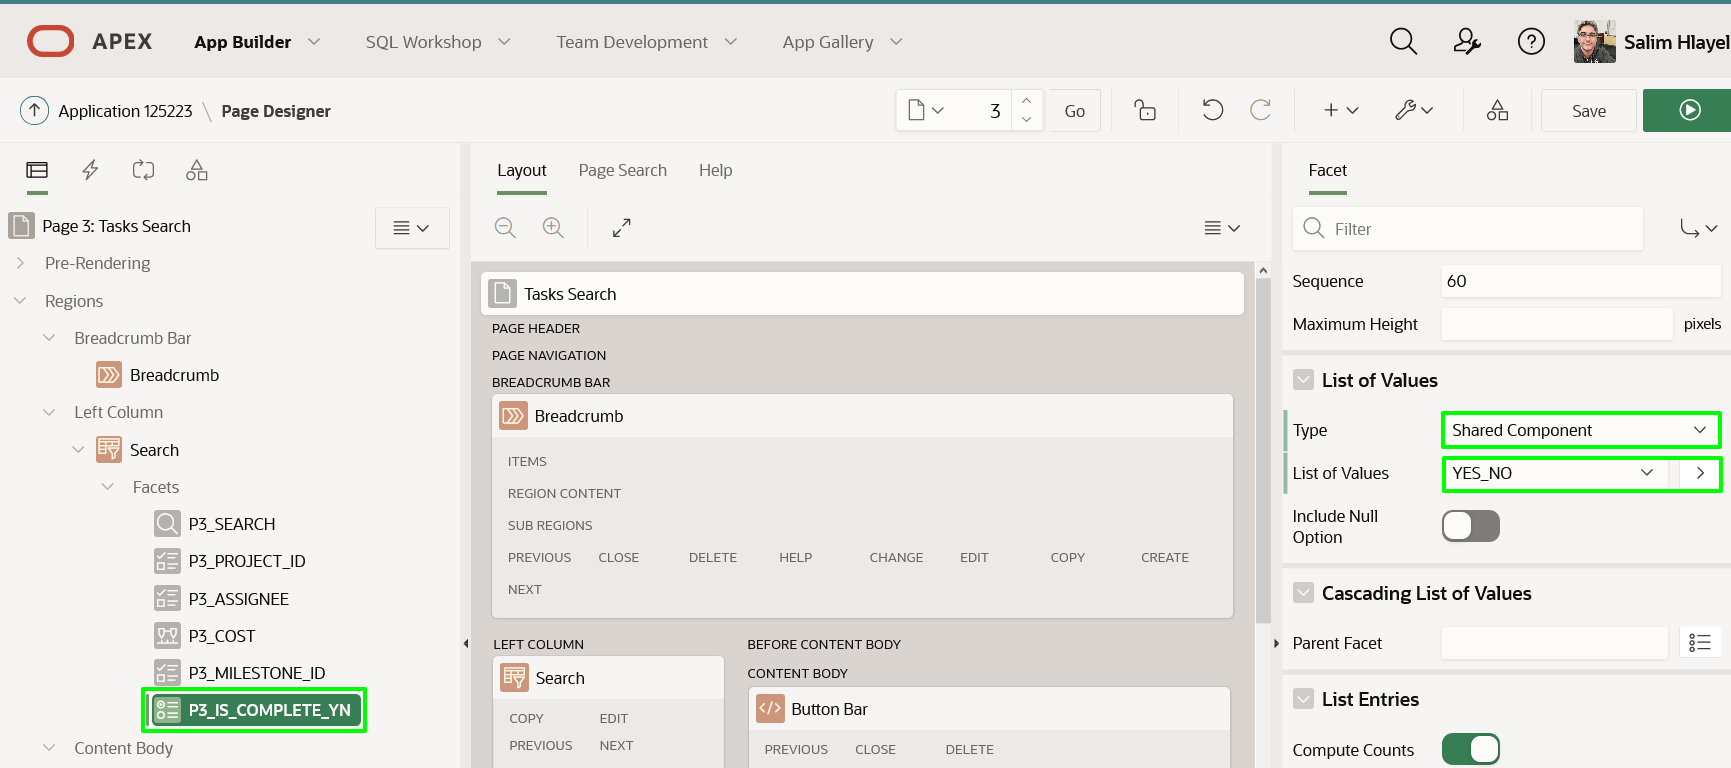 APEX
App Builder
SQL Workshop
Team Development
App Gallery
Salim Hlayel
Application 125223 \ Page Designer
3
Go
Save
Page 3: Tasks Search
Pre-Rendering
Regions
Breadcrumb Bar
Breadcrumb
Left Column
Search
Facets
P3_SEARCH
P3_PROJECT_ID
P3_ASSIGNEE
P3_COST
P3_MILESTONE_ID
P3_IS_COMPLETE_YN
Content Body
Layout
Page Search
Help
Tasks Search
PAGE HEADER
PAGE NAVIGATION
BREADCRUMB BAR
Breadcrumb
ITEMS
REGION CONTENT
SUB REGIONS
PREVIOUS CLOSE DELETE HELP CHANGE EDIT COPY CREATE
NEXT
LEFT COLUMN
Search
COPY EDIT
PREVIOUS NEXT
BEFORE CONTENT BODY
CONTENT BODY
Button Bar
PREVIOUS CLOSE DELETE
Facet
Filter
Sequence 60
Maximum Height pixels
List of Values
Type Shared Component
List of Values YES_NO
Include Null
Option
Cascading List of Values
Parent Facet
List Entries
Compute Counts